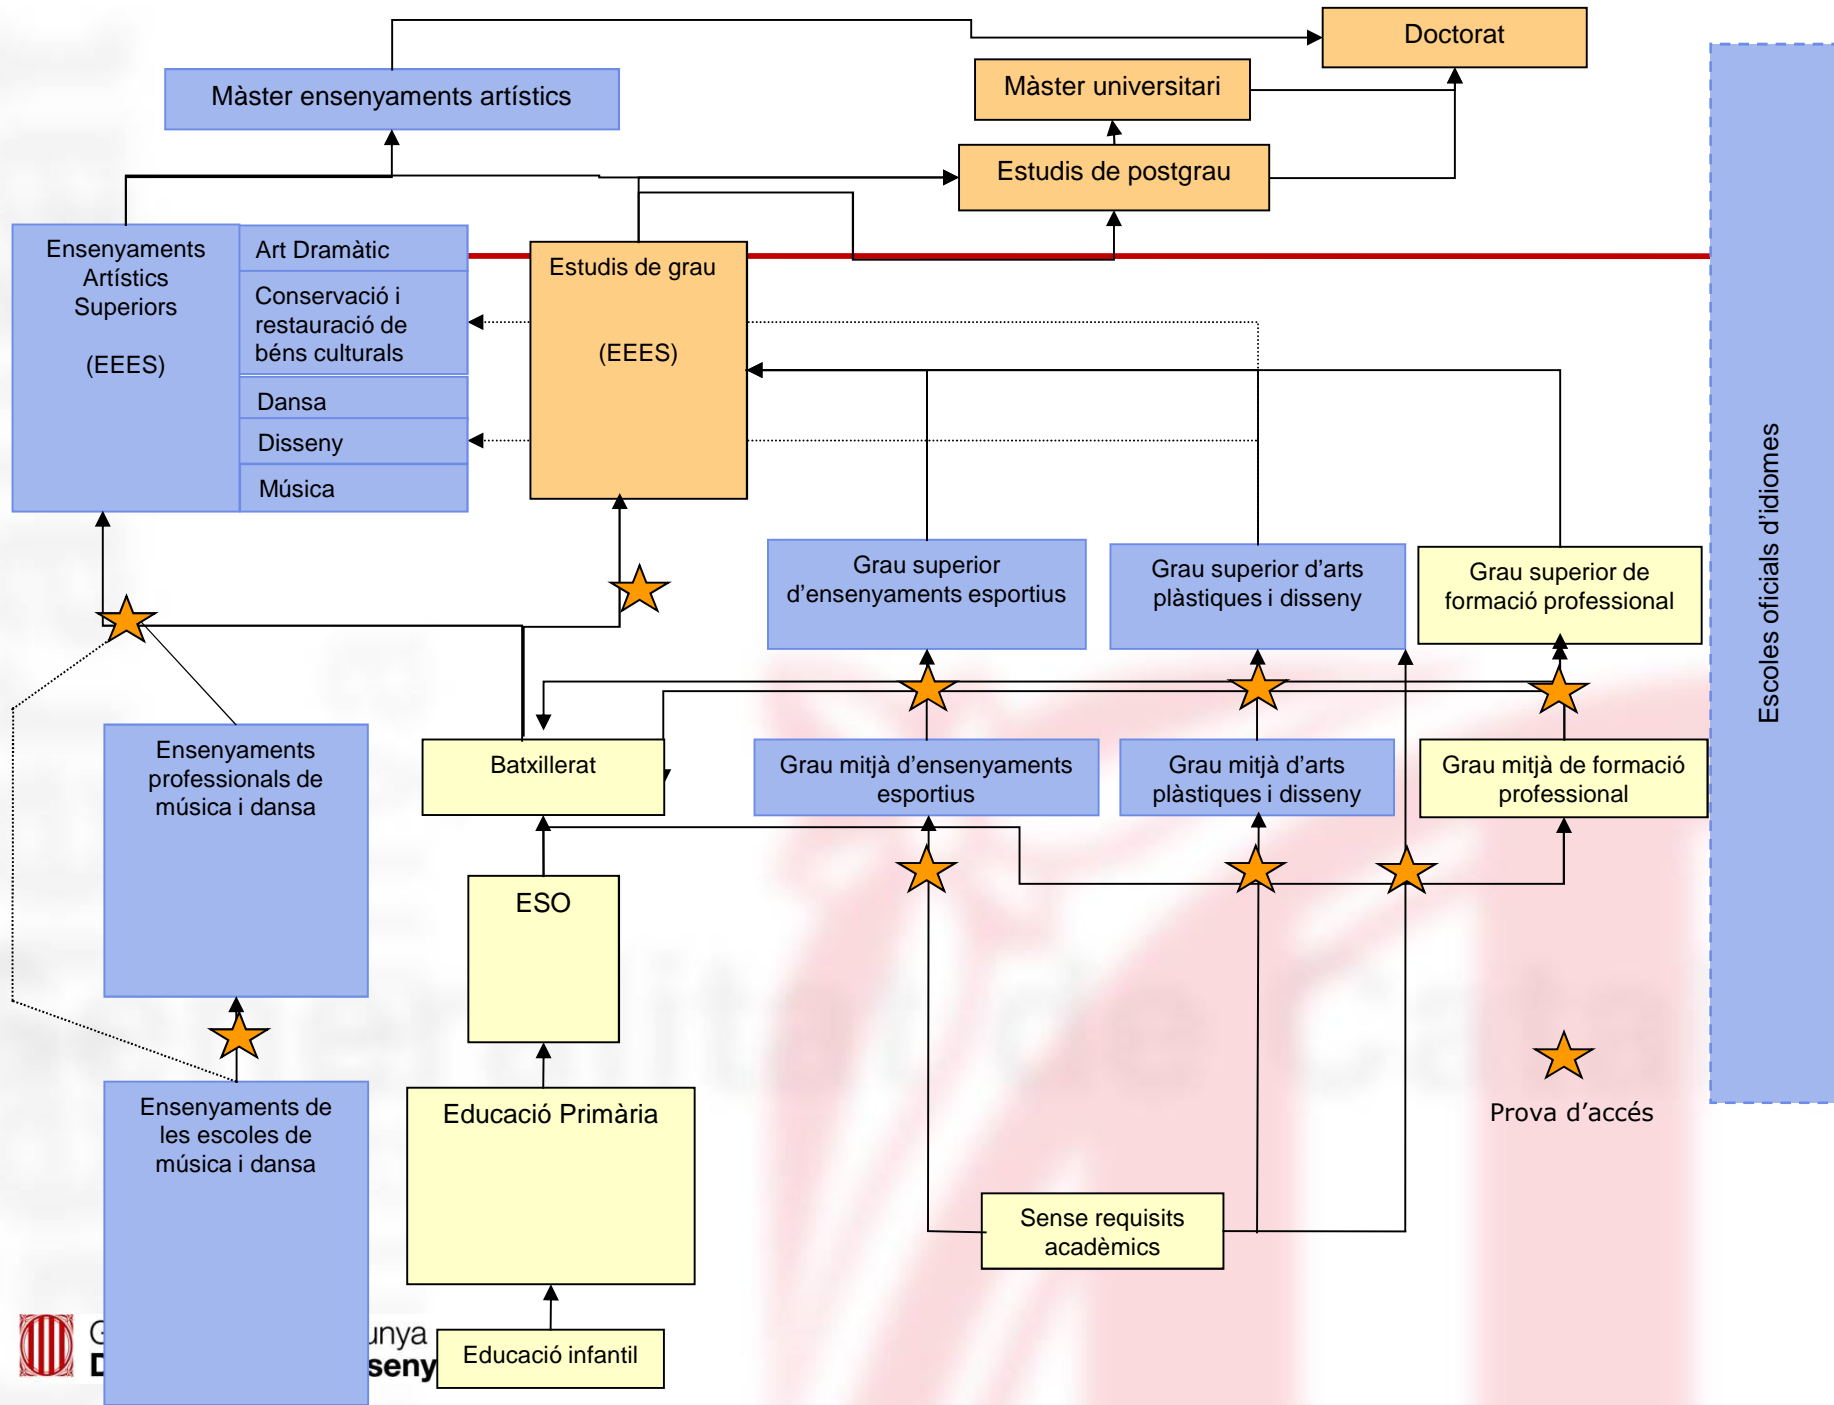 Doctorat
Màster universitari
Màster ensenyaments artístics
Estudis de postgrau
Ensenyaments
Artístics
Superiors
(EEES)
Art Dramàtic
Conservació i
restauració de
béns culturals
Dansa
Disseny
Música
Estudis de grau
(EEES)
Escoles oficials d'idiomes
Grau superior
d'ensenyaments esportius
Grau superior d'arts
plàstiques i disseny
Grau superior de
formació professional
Ensenyaments
professionals de
música i dansa
Batxillerat
Grau mitjà d'ensenyaments
esportius
Grau mitjà d'arts
plàstiques i disseny
Grau mitjà de formació
professional
ESO
Prova d'accés
Ensenyaments de
les escoles de
música i dansa
Educació Primària
Sense requisits
acadèmics
Educació infantil